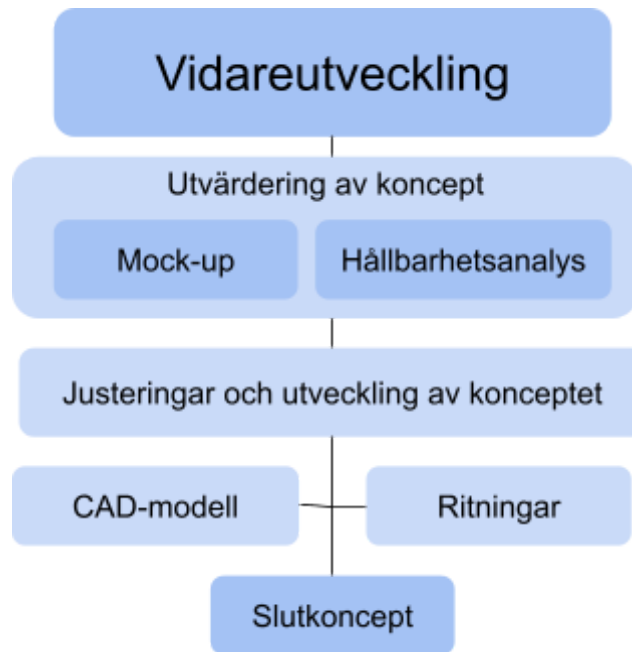 Vidareutveckling
Utvärdering av koncept
Mock-up
Hållbarhetsanalys
Justeringar och utveckling av konceptet
CAD-modell
Ritningar
Slutkoncept